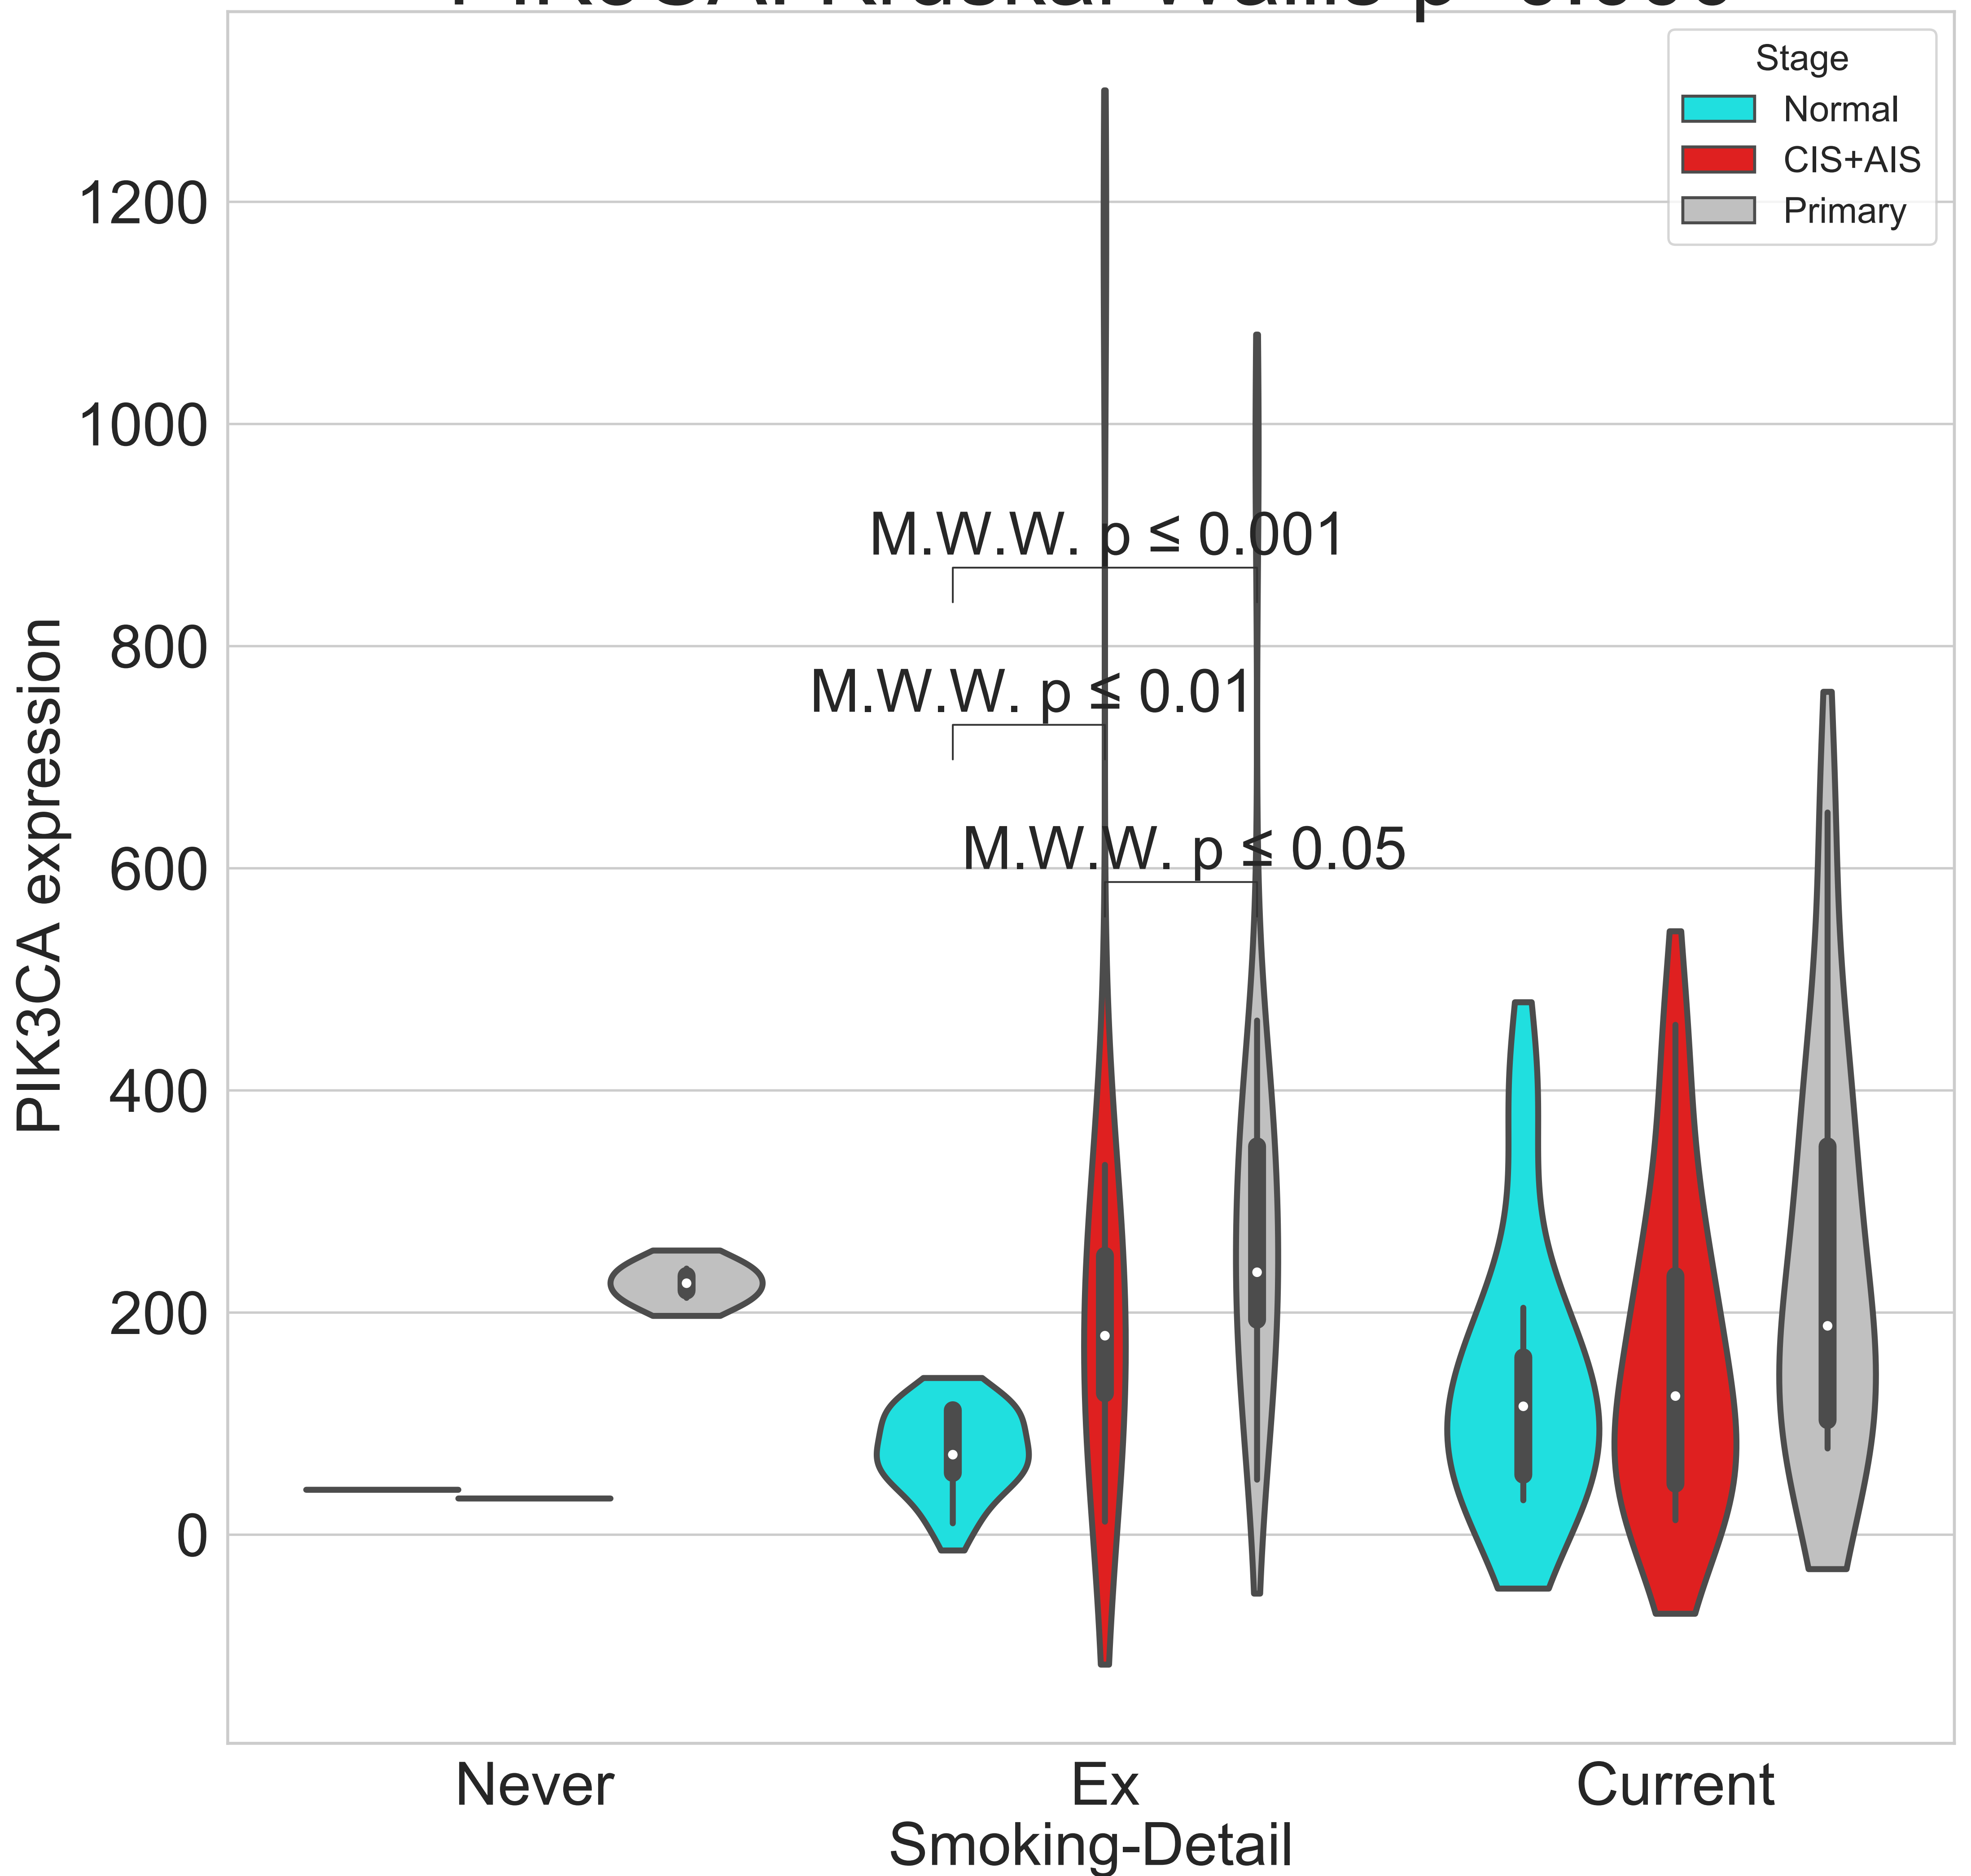 Stage
Normal
CIS+AIS
Primary
1200
1000
800
600
400
200
0
PIK3CA expression
M.W.W. p ≤ 0.001
M.W.W. p ≤ 0.01
M.W.W. p ≤ 0.05
Never
Ex
Current
Smoking-Detail